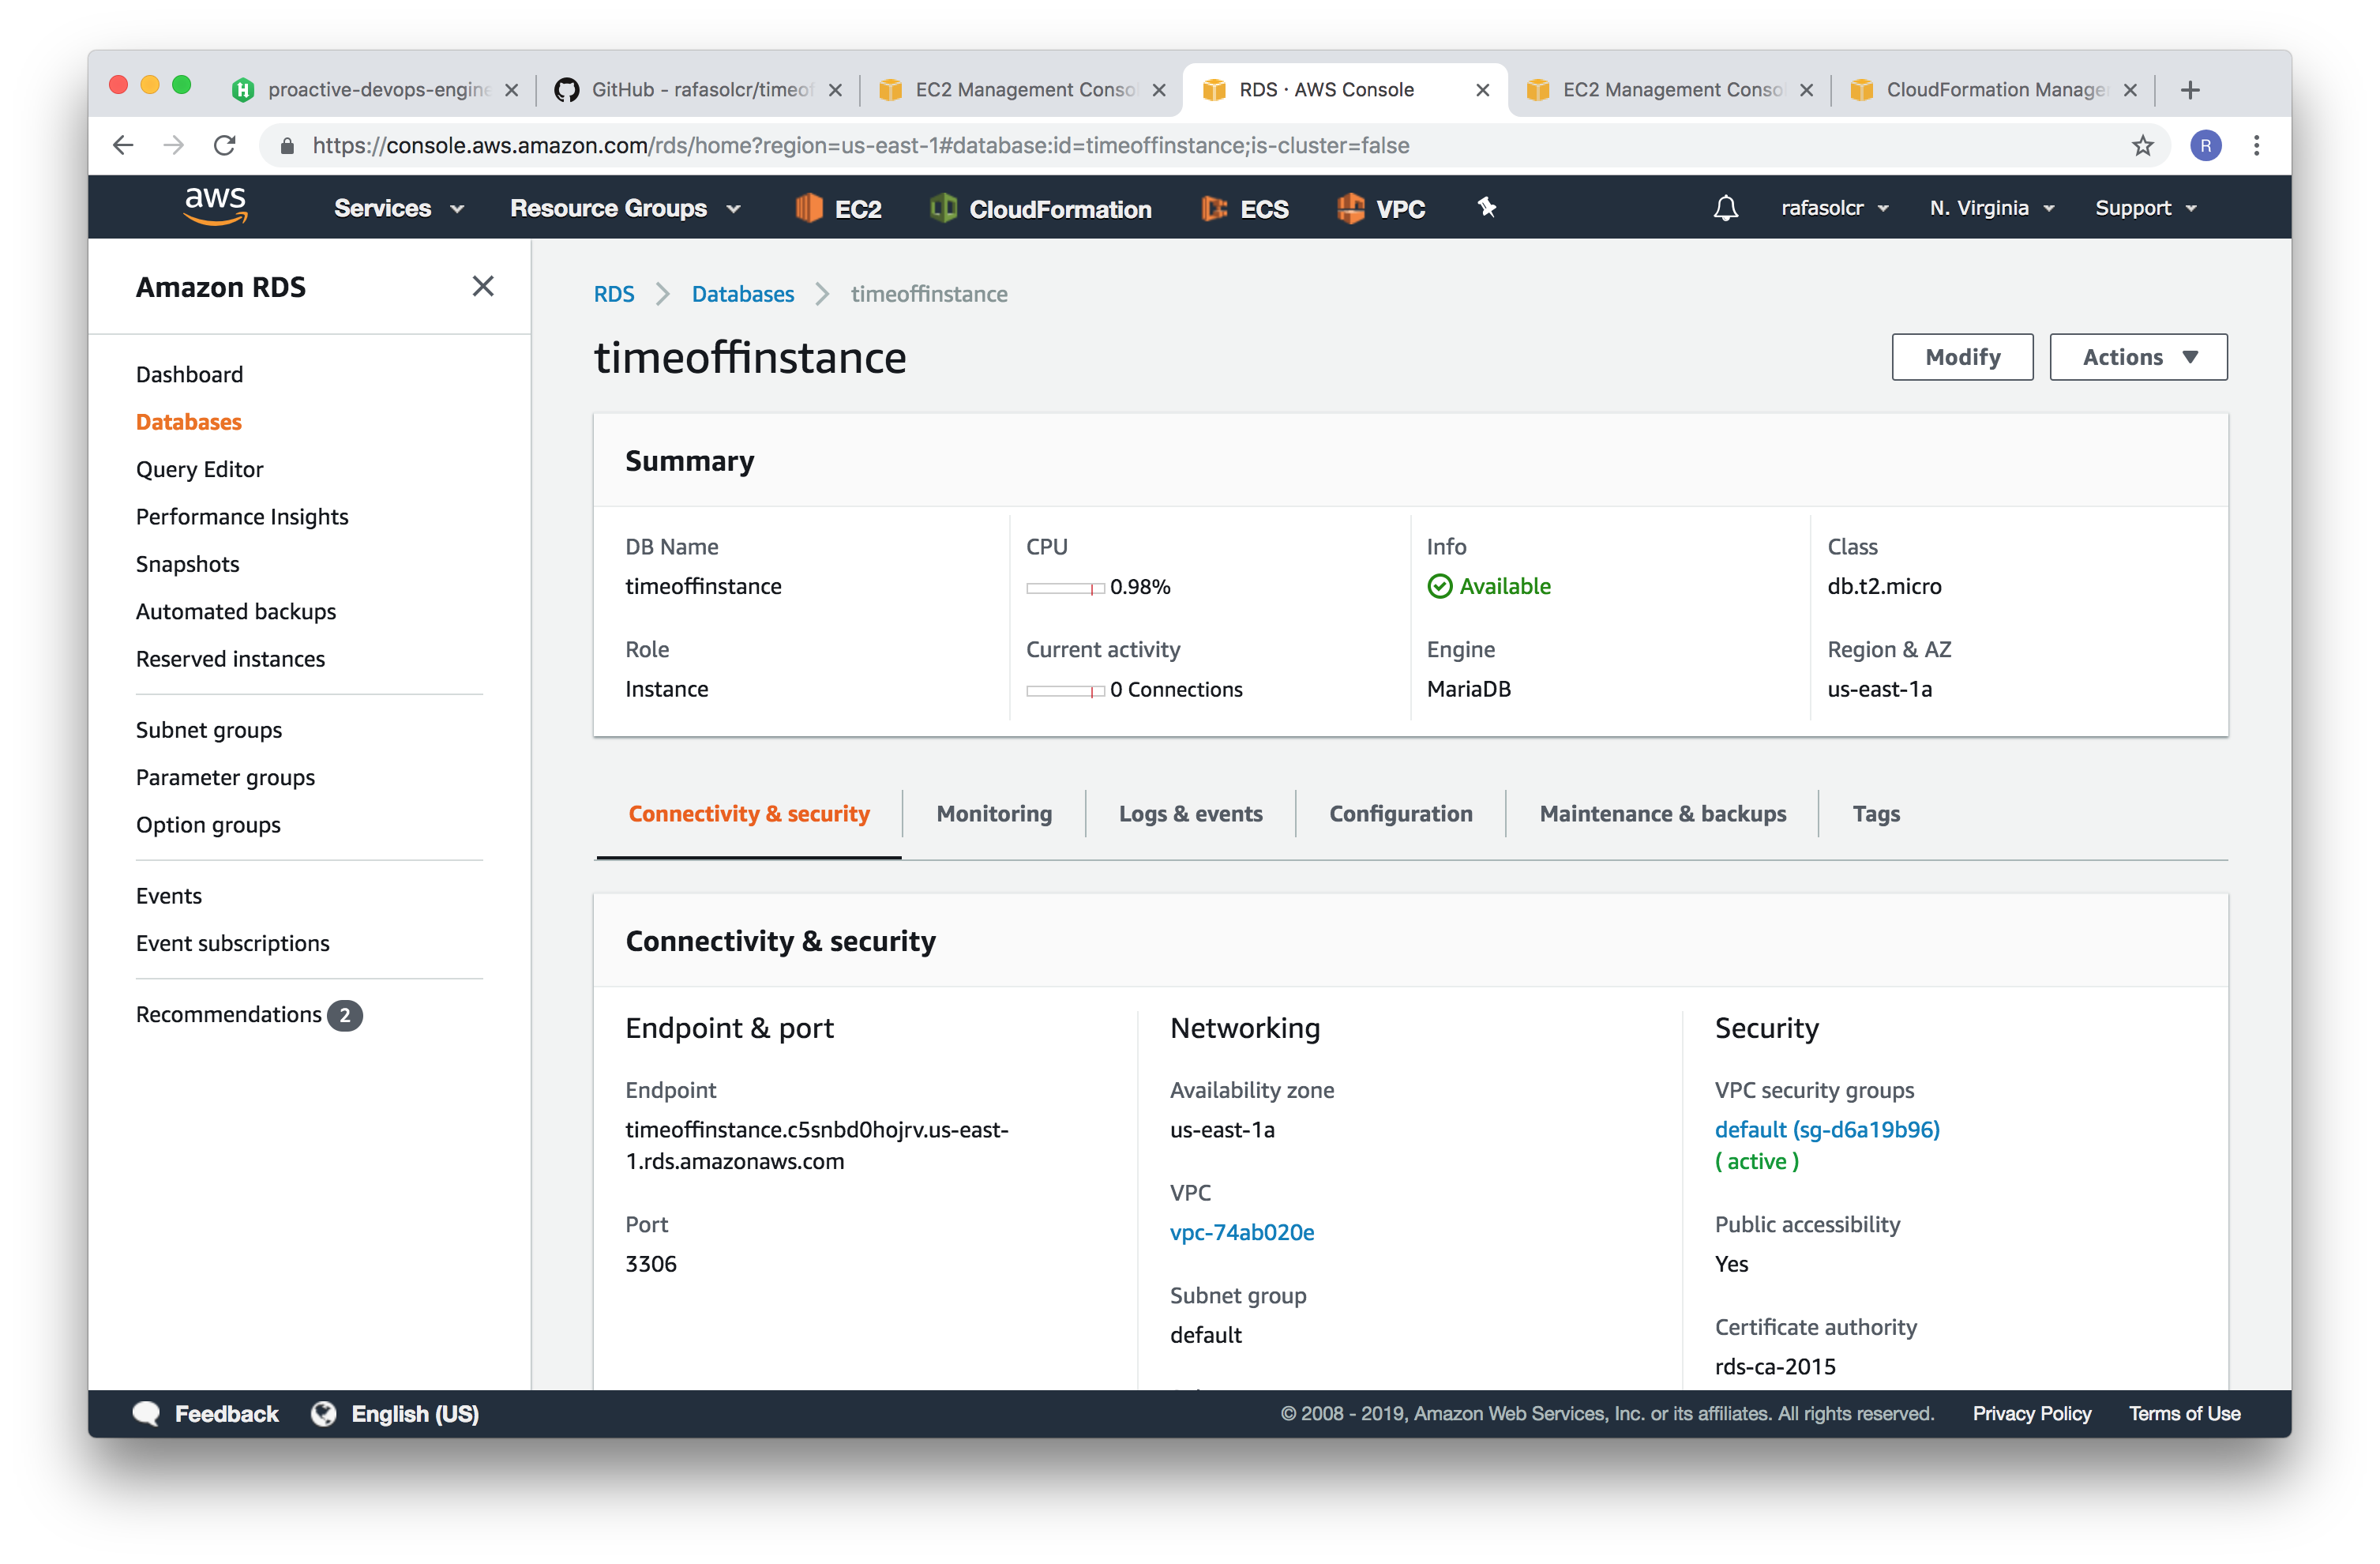 proactive-devops-engine
GitHub - rafasolcr/timeof
EC2 Management Conso
RDS · AWS Console
EC2 Management Conso
CloudFormation Manage
https://console.aws.amazon.com/rds/home?region=us-east-1#database:id=timeoffinstance;is-cluster=false
R
aws
Services
Resource Groups
EC2
CloudFormation
ECS
VPC
rafasolcr
N. Virginia
Support
Amazon RDS
Dashboard
Databases
Query Editor
Performance Insights
Snapshots
Automated backups
Reserved instances
Subnet groups
Parameter groups
Option groups
Events
Event subscriptions
Recommendations 2
RDS > Databases > timeoffinstance
timeoffinstance
Modify
Actions
Summary
DB Name
timeoffinstance
CPU
0.98%
Info
Available
Class
db.t2.micro
Role
Instance
Current activity
0 Connections
Engine
MariaDB
Region & AZ
us-east-1a
Connectivity & security
Monitoring
Logs & events
Configuration
Maintenance & backups
Tags
Connectivity & security
Endpoint & port
Endpoint
timeoffinstance.c5snbd0hojrv.us-east-
1.rds.amazonaws.com
Port
3306
Networking
Availability zone
us-east-1a
VPC
vpc-74ab020e
Subnet group
default
Security
VPC security groups
default (sg-d6a19b96)
( active )
Public accessibility
Yes
Certificate authority
rds-ca-2015
Feedback
English (US)
© 2008 - 2019, Amazon Web Services, Inc. or its affiliates. All rights reserved.
Privacy Policy
Terms of Use